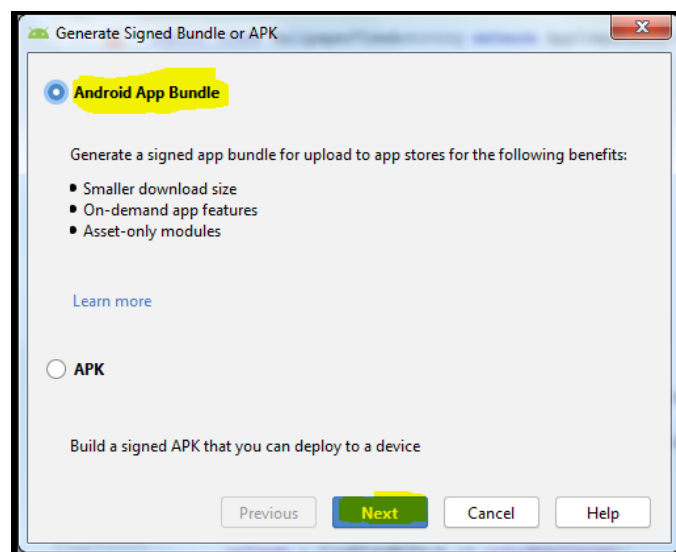 Generate Signed Bundle or APK
Android App Bundle
Generate a signed app bundle for upload to app stores for the following benefits:
Smaller download size
On-demand app features
Asset-only modules
Learn more
APK
Build a signed APK that you can deploy to a device
Previous Next Cancel Help